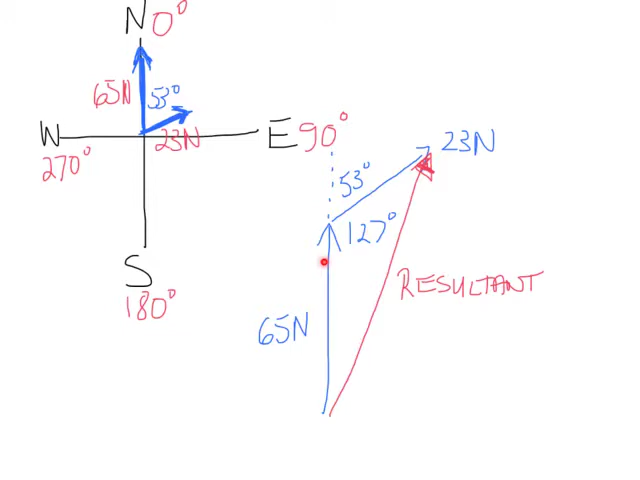 N 0°
65N 53°
W E 90°
23N
270°
S
180°
53° 23N
127°
RESULTANT
65N